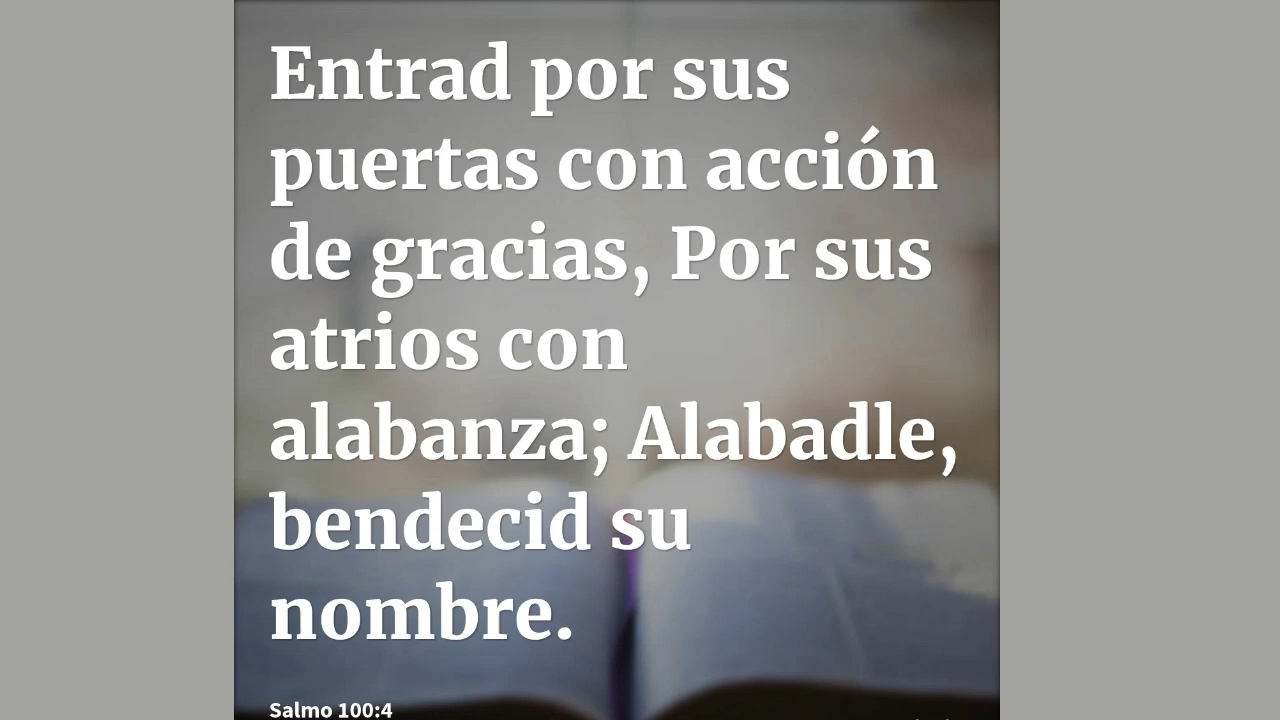 Entrad por sus
puertas con acción
de gracias, Por sus
atrios con
alabanza; Alabadle,
bendecid su
nombre.
Salmo 100:4